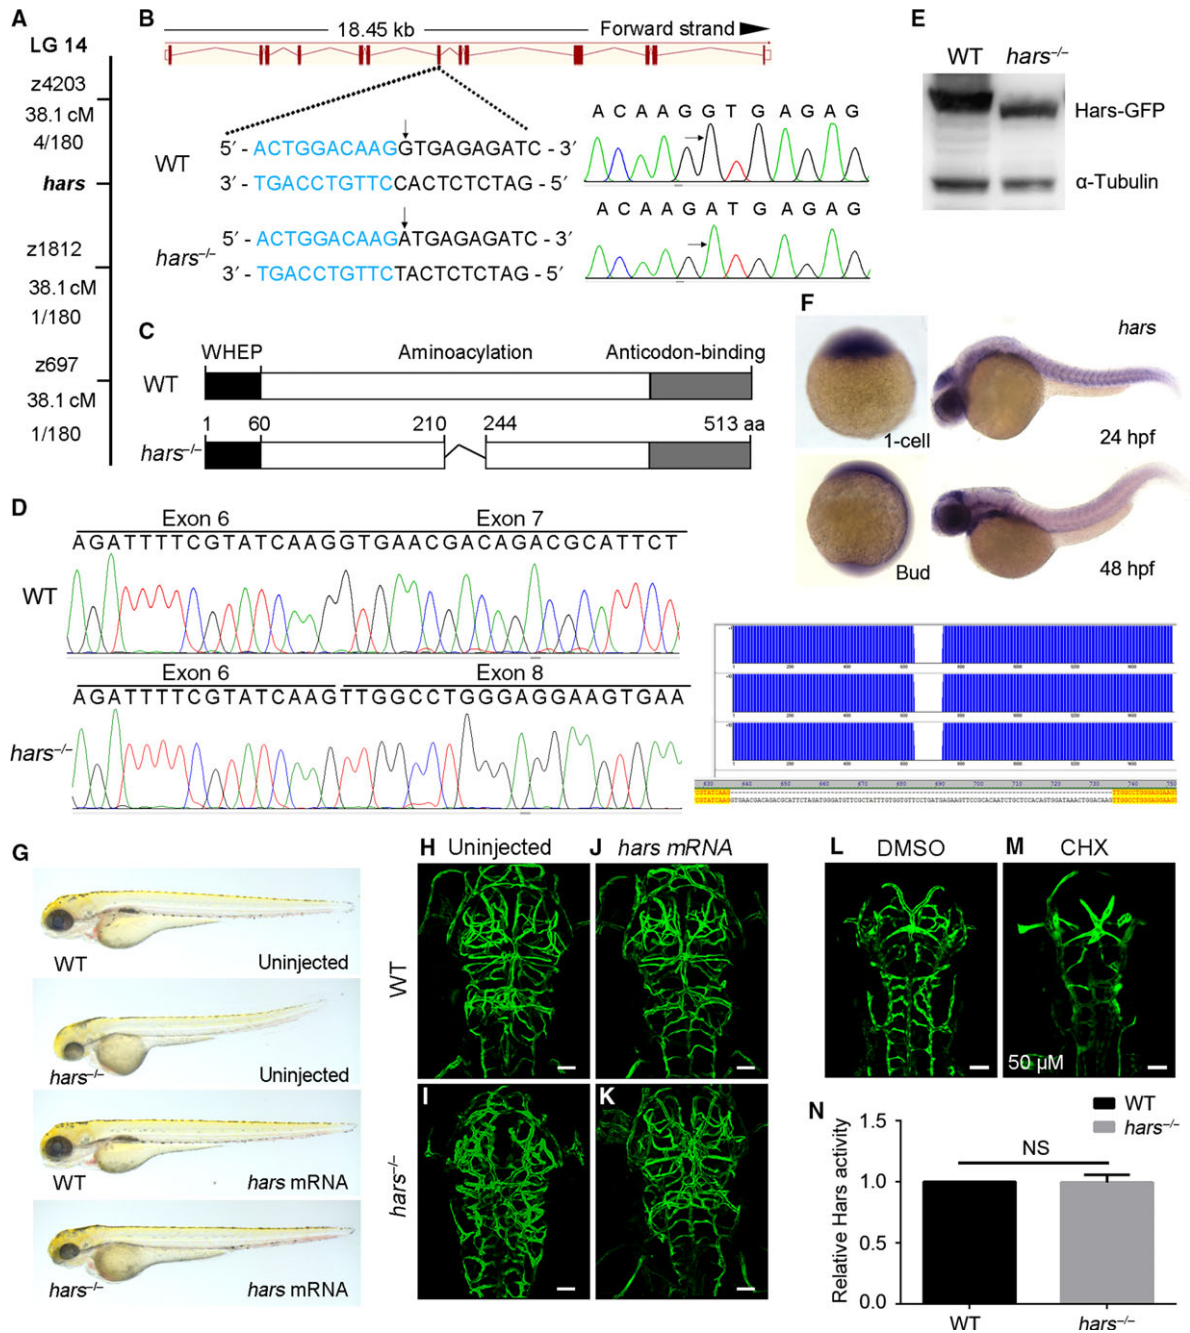 A
LG 14
z4203
38.1 cM
4/180
hars
z1812
38.1 cM
1/180
z697
38.1 cM
1/180
B
18.45 kb
Forward strand
WT
5′ - ACTGGACAAGGTGAGAGATC - 3′
3′ - TGACCTGTTCCACTCTCTAG - 5′
hars–/–
5′ - ACTGGACAAGATGAGAGATC - 3′
3′ - TGACCTGTTCTACTCTCTAG - 5′
A C A A G G T G A G A G
A C A A G A T G A G A G
C
WHEP
Aminoacylation
Anticodon-binding
WT
1 60 210 244 513 aa
hars–/–
D
Exon 6 Exon 7
AGATTTTCGTATCAAGGTGAACGACAGACGCATTCT
WT
Exon 6 Exon 8
AGATTTTCGTATCAAGTTGGCCTGGGAGGAAGTGAA
hars–/–
E
WT hars–/–
Hars-GFP
α-Tubulin
F
hars
1-cell
24 hpf
Bud
48 hpf
G
WT
Uninjected
hars–/–
Uninjected
WT
hars mRNA
hars–/–
hars mRNA
H Uninjected
J hars mRNA
WT
I
K
hars–/–
L DMSO
M CHX
50 µM
N
WT
hars–/–
Relative Hars activity
1.5
1.0
0.5
0.0
NS
WT
hars–/–